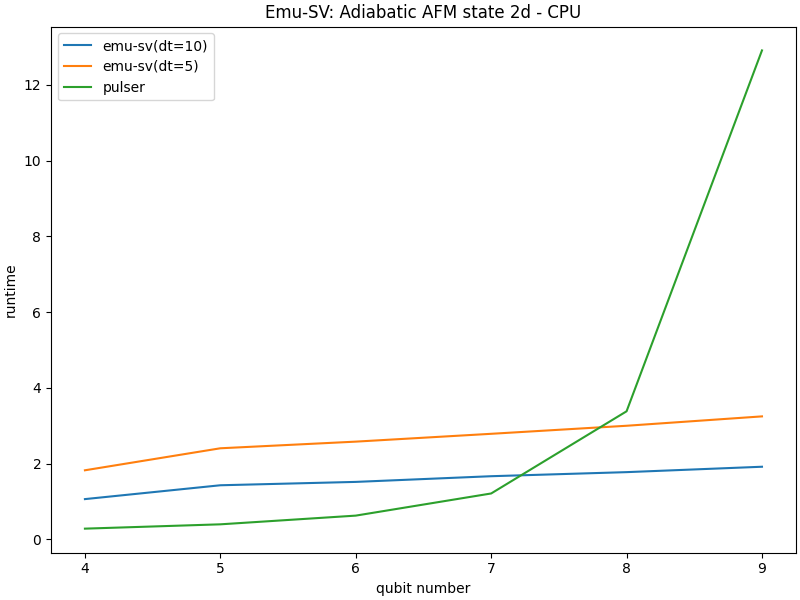 Emu-SV: Adiabatic AFM state 2d - CPU
emu-sv(dt=10)
emu-sv(dt=5)
pulser
12
10
8
6
4
2
0
runtime
4 5 6 7 8 9
qubit number